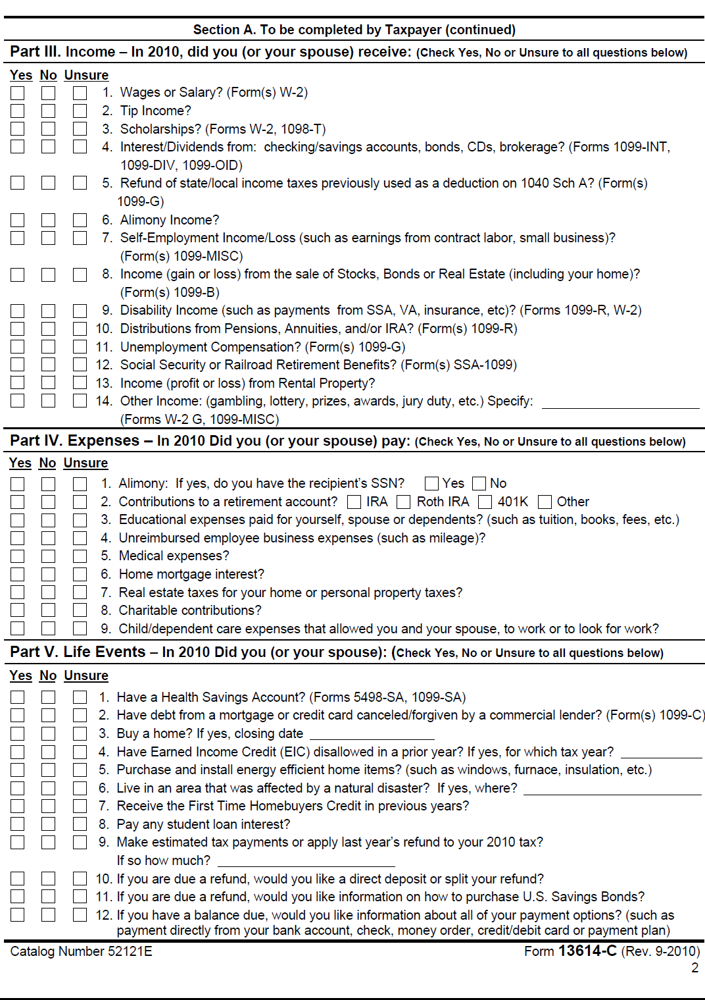 Section A. To be completed by Taxpayer (continued)
Part III. Income – In 2010, did you (or your spouse) receive: (Check Yes, No or Unsure to all questions below)
Yes No Unsure
1. Wages or Salary? (Form(s) W-2)
2. Tip Income?
3. Scholarships? (Forms W-2, 1098-T)
4. Interest/Dividends from: checking/savings accounts, bonds, CDs, brokerage? (Forms 1099-INT,
1099-DIV, 1099-OID)
5. Refund of state/local income taxes previously used as a deduction on 1040 Sch A? (Form(s)
1099-G)
6. Alimony Income?
7. Self-Employment Income/Loss (such as earnings from contract labor, small business)?
(Form(s) 1099-MISC)
8. Income (gain or loss) from the sale of Stocks, Bonds or Real Estate (including your home)?
(Form(s) 1099-B)
9. Disability Income (such as payments from SSA, VA, insurance, etc)? (Forms 1099-R, W-2)
10. Distributions from Pensions, Annuities, and/or IRA? (Form(s) 1099-R)
11. Unemployment Compensation? (Form(s) 1099-G)
12. Social Security or Railroad Retirement Benefits? (Form(s) SSA-1099)
13. Income (profit or loss) from Rental Property?
14. Other Income: (gambling, lottery, prizes, awards, jury duty, etc.) Specify:
(Forms W-2 G, 1099-MISC)
Part IV. Expenses – In 2010 Did you (or your spouse) pay: (Check Yes, No or Unsure to all questions below)
Yes No Unsure
1. Alimony: If yes, do you have the recipient's SSN? Yes No
2. Contributions to a retirement account? IRA Roth IRA 401K Other
3. Educational expenses paid for yourself, spouse or dependents? (such as tuition, books, fees, etc.)
4. Unreimbursed employee business expenses (such as mileage)?
5. Medical expenses?
6. Home mortgage interest?
7. Real estate taxes for your home or personal property taxes?
8. Charitable contributions?
9. Child/dependent care expenses that allowed you and your spouse, to work or to look for work?
Part V. Life Events – In 2010 Did you (or your spouse): (Check Yes, No or Unsure to all questions below)
Yes No Unsure
1. Have a Health Savings Account? (Forms 5498-SA, 1099-SA)
2. Have debt from a mortgage or credit card canceled/forgiven by a commercial lender? (Form(s) 1099-C)
3. Buy a home? If yes, closing date
4. Have Earned Income Credit (EIC) disallowed in a prior year? If yes, for which tax year?
5. Purchase and install energy efficient home items? (such as windows, furnace, insulation, etc.)
6. Live in an area that was affected by a natural disaster? If yes, where?
7. Receive the First Time Homebuyers Credit in previous years?
8. Pay any student loan interest?
9. Make estimated tax payments or apply last year's refund to your 2010 tax?
If so how much?
10. If you are due a refund, would you like a direct deposit or split your refund?
11. If you are due a refund, would you like information on how to purchase U.S. Savings Bonds?
12. If you have a balance due, would you like information about all of your payment options? (such as
payment directly from your bank account, check, money order, credit/debit card or payment plan)
Catalog Number 52121E Form 13614-C (Rev. 9-2010)
2